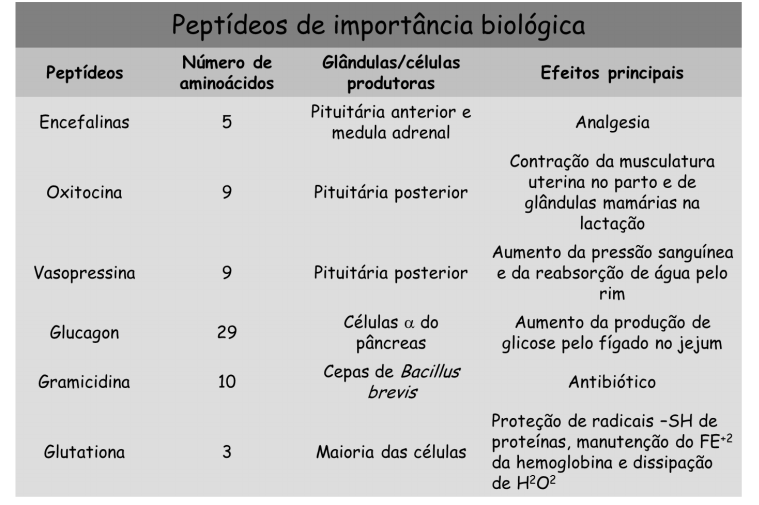 Peptídeos de importância biológica
Peptídeos
Número de
aminoácidos
Glândulas/células
produtoras
Efeitos principais
Encefalinas
5
Pituitária anterior e
medula adrenal
Analgesia
Oxitocina
9
Pituitária posterior
Contração da musculatura
uterina no parto e de
glândulas mamárias na
lactação
Vasopressina
9
Pituitária posterior
Aumento da pressão sanguínea
e da reabsorção de água pelo
rim
Glucagon
29
Células α do
pâncreas
Aumento da produção de
glicose pelo fígado no jejum
Gramicidina
10
Cepas de Bacillus
brevis
Antibiótico
Glutationa
3
Maioria das células
Proteção de radicais –SH de
proteínas, manutenção do FE⁺²
da hemoglobina e dissipação
de H²O²